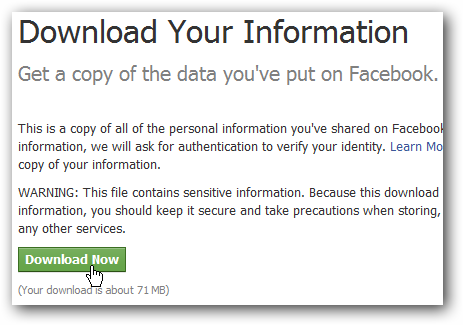 Download Your Information
Get a copy of the data you've put on Facebook.
This is a copy of all of the personal information you've shared on Facebook
information, we will ask for authentication to verify your identity. Learn Mo
copy of your information.
WARNING: This file contains sensitive information. Because this download
information, you should keep it secure and take precautions when storing,
any other services.
Download Now
(Your download is about 71 MB)